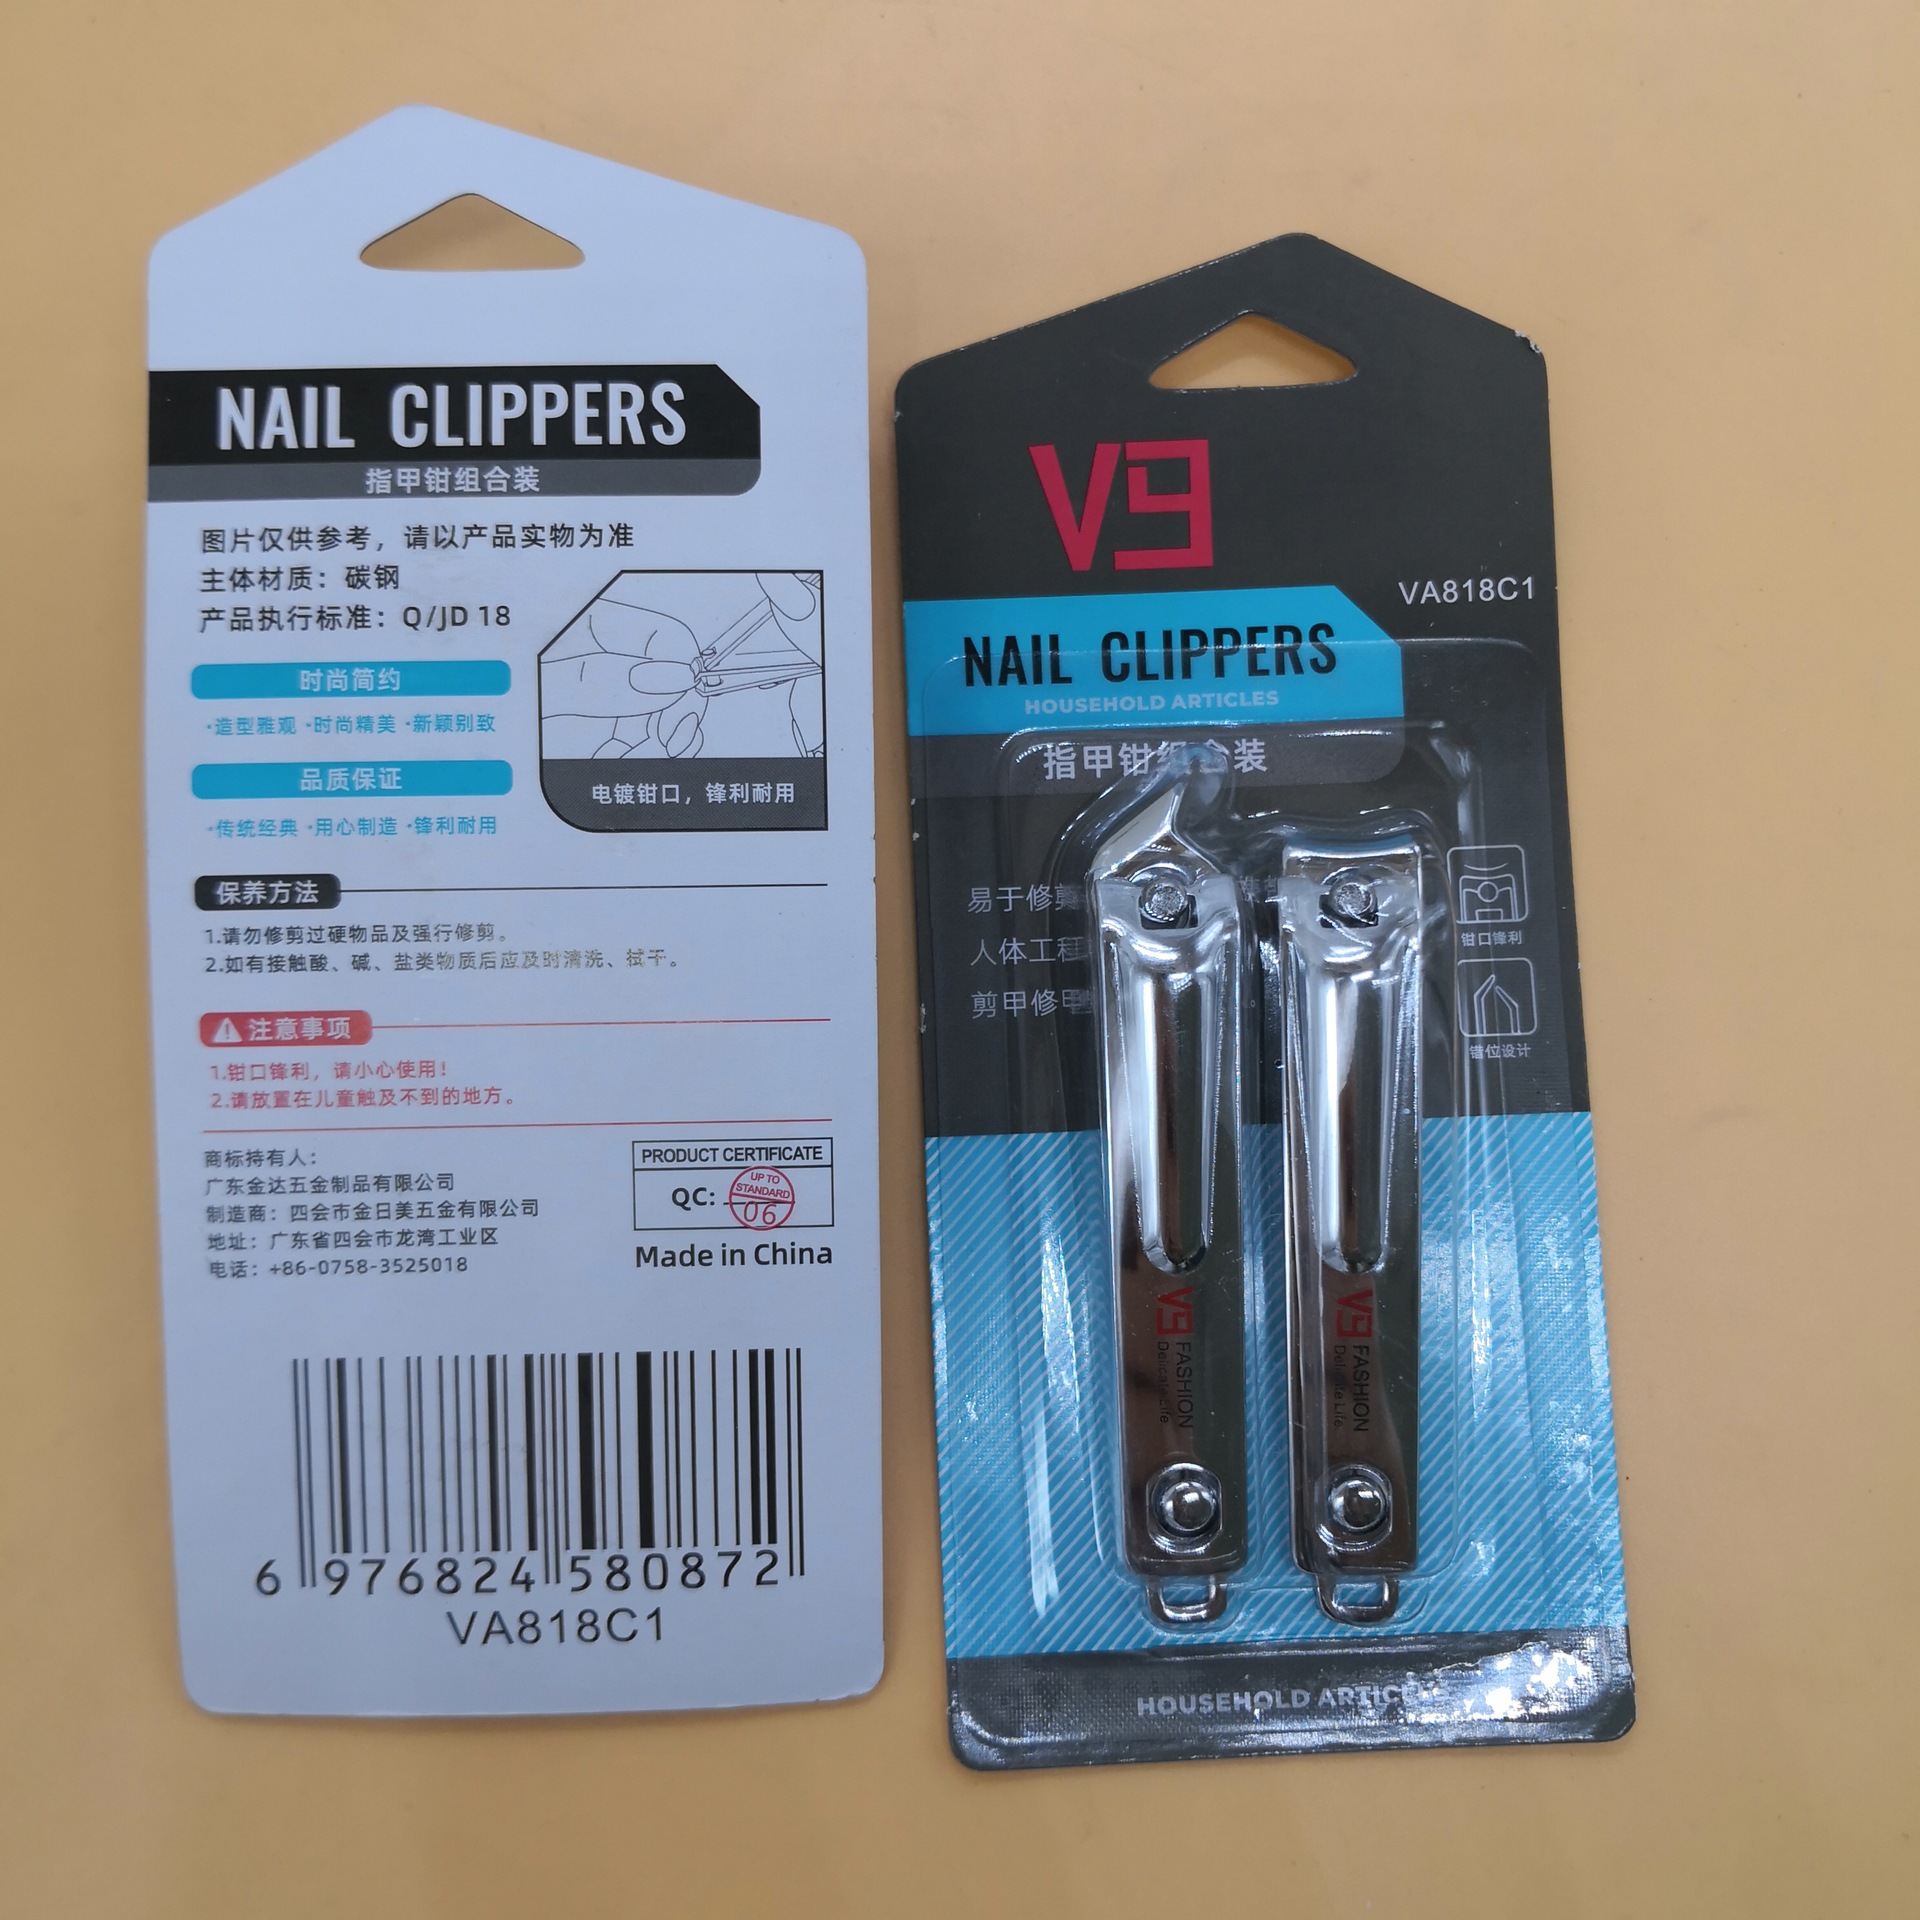 NAIL CLIPPERS
指甲钳组合装
图片仅供参考，请以产品实物为准
主体材质：碳钢
产品执行标准：Q/JD 18
时尚简约
·造型雅观 ·时尚精美 ·新颖别致
品质保证
·传统经典 ·用心制造 ·锋利耐用
电镀钳口，锋利耐用
保养方法
1.请勿修剪过硬物品及强行修剪。
2.如有接触酸、碱、盐类物质后应及时清洗、拭干。
注意事项
1.钳口锋利，请小心使用！
2.请放置在儿童触及不到的地方。
商标持有人：
广东金达五金制品有限公司
制造商：四会市金日美五金有限公司
地址：广东省四会市龙湾工业区
电话：+86-0758-3525018
PRODUCT CERTIFICATE
QC:
UP TO
STANDARD
06
Made in China
6 976824 580872
VA818C1
V9
VA818C1
NAIL CLIPPERS
HOUSEHOLD ARTICLES
指甲钳组合装
易于修剪
人体工程
剪甲修甲
钳口锋利
错位设计
V9 FASHION
Delicate Life
V9 FASHION
Delicate Life
HOUSEHOLD